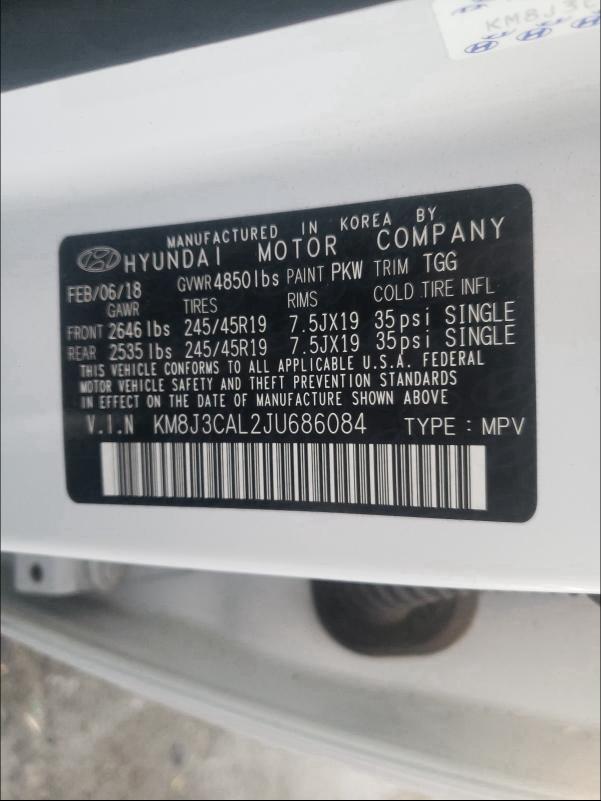 KM8J3
MANUFACTURED IN KOREA BY
HYUNDAI MOTOR COMPANY
FEB/06/18 GVWR 4850lbs PAINT PKW TRIM TGG
GAWR TIRES RIMS COLD TIRE INFL
FRONT 2646 lbs 245/45R19 7.5JX19 35psi SINGLE
REAR 2535 lbs 245/45R19 7.5JX19 35psi SINGLE
THIS VEHICLE CONFORMS TO ALL APPLICABLE U.S.A. FEDERAL
MOTOR VEHICLE SAFETY AND THEFT PREVENTION STANDARDS
IN EFFECT ON THE DATE OF MANUFACTURE SHOWN ABOVE
V.I.N KM8J3CAL2JU686084 TYPE : MPV